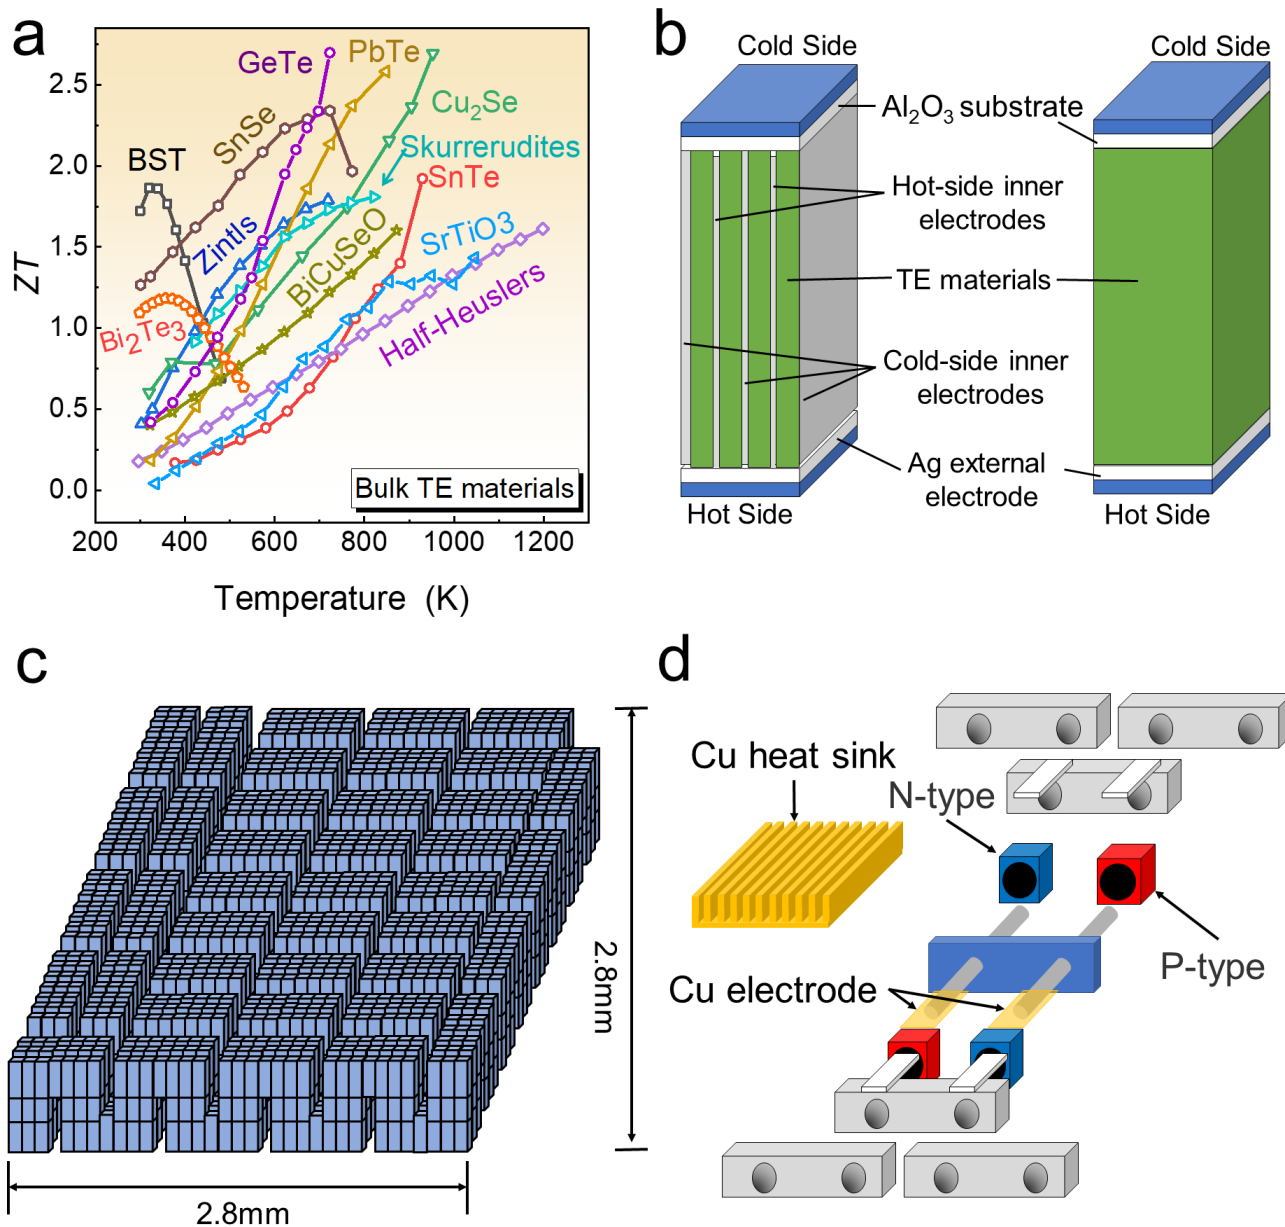 a
GeTe
PbTe
SnSe
Cu₂Se
BST
Skurrerudites
SnTe
Zintls
BiCuSeO
SrTiO3
Bi₂Te₃
Half-Heuslers
Bulk TE materials
ZT
2.5
2.0
1.5
1.0
0.5
0.0
200
400
600
800
1000
1200
Temperature (K)
b
Cold Side
Cold Side
Al₂O₃ substrate
Hot-side inner
electrodes
TE materials
Cold-side inner
electrodes
Ag external
electrode
Hot Side
Hot Side
c
2.8mm
2.8mm
d
Cu heat sink
N-type
P-type
Cu electrode